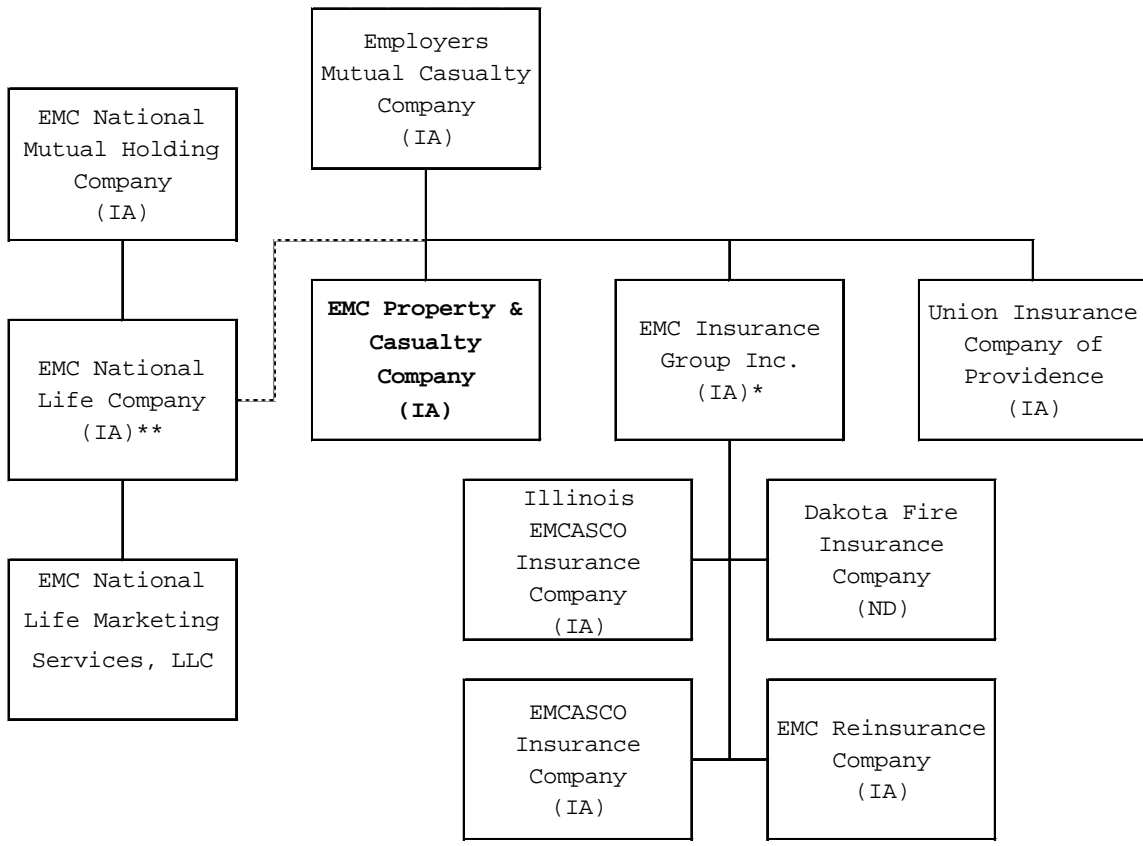 Employers
Mutual Casualty
Company
(IA)
EMC National
Mutual Holding
Company
(IA)
EMC National
Life Company
(IA)**
EMC National
Life Marketing
Services, LLC
EMC Property &
Casualty
Company
(IA)
EMC Insurance
Group Inc.
(IA)*
Union Insurance
Company of
Providence
(IA)
Illinois
EMCASCO
Insurance
Company
(IA)
Dakota Fire
Insurance
Company
(ND)
EMCASCO
Insurance
Company
(IA)
EMC Reinsurance
Company
(IA)